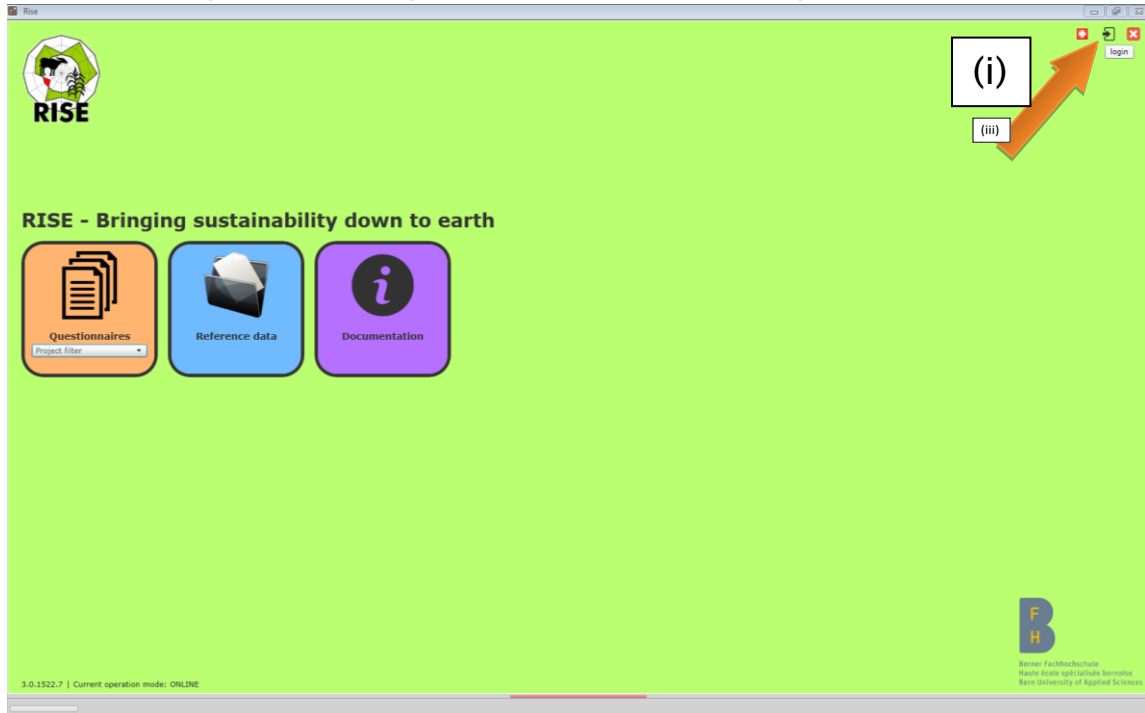 Rise
login
(i)
(iii)
RISE
RISE - Bringing sustainability down to earth
Questionnaires
Project filter
Reference data
i
Documentation
F
H
B
Berner Fachhochschule
Haute école spécialisée bernoise
Bern University of Applied Sciences
3.0.1522.7 | Current operation mode: ONLINE